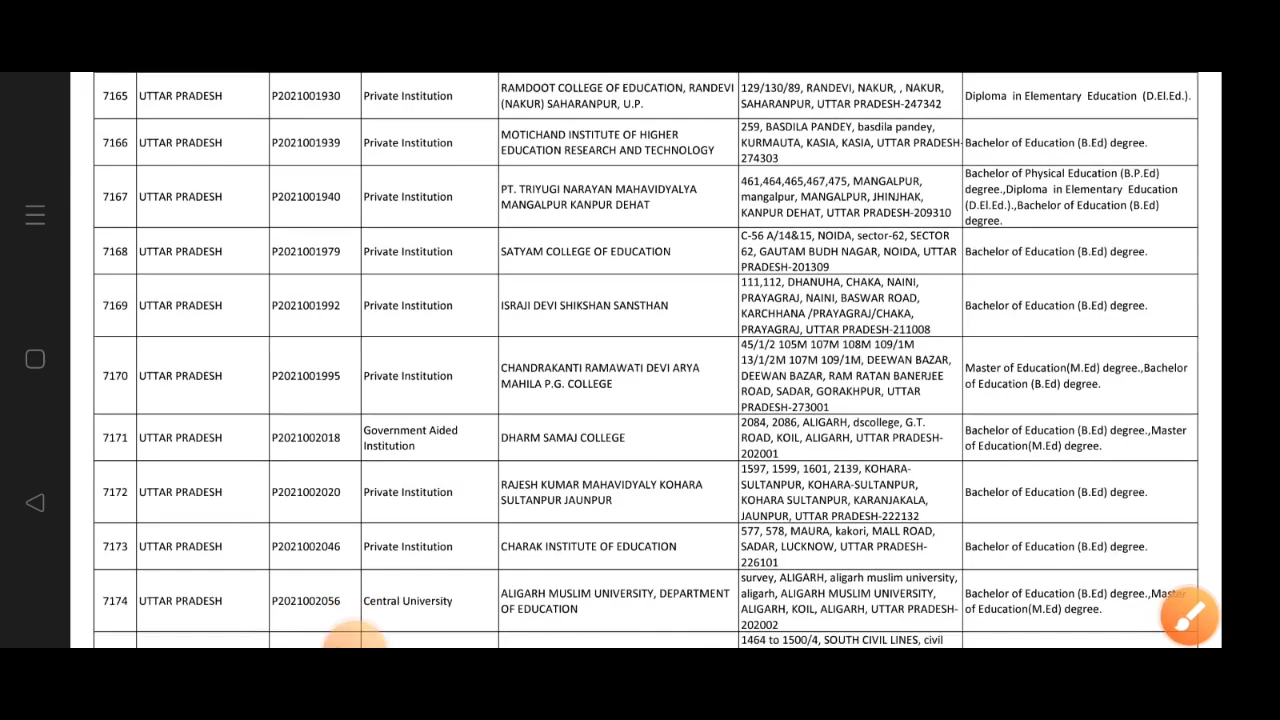 7165 UTTAR PRADESH P2021001930 Private Institution RAMDOOT COLLEGE OF EDUCATION, RANDEVI (NAKUR) SAHARANPUR, U.P. 129/130/89, RANDEVI, NAKUR, , NAKUR, SAHARANPUR, UTTAR PRADESH-247342 Diploma in Elementary Education (D.El.Ed.).
7166 UTTAR PRADESH P2021001939 Private Institution MOTICHAND INSTITUTE OF HIGHER EDUCATION RESEARCH AND TECHNOLOGY 259, BASDILA PANDEY, basdila pandey, KURMAUTA, KASIA, KASIA, UTTAR PRADESH-274303 Bachelor of Education (B.Ed) degree.
7167 UTTAR PRADESH P2021001940 Private Institution PT. TRIYUGI NARAYAN MAHAVIDYALYA MANGALPUR KANPUR DEHAT 461,464,465,467,475, MANGALPUR, mangalpur, MANGALPUR, JHINJHAK, KANPUR DEHAT, UTTAR PRADESH-209310 Bachelor of Physical Education (B.P.Ed) degree.,Diploma in Elementary Education (D.El.Ed.).,Bachelor of Education (B.Ed) degree.
7168 UTTAR PRADESH P2021001979 Private Institution SATYAM COLLEGE OF EDUCATION C-56 A/14&15, NOIDA, sector-62, SECTOR 62, GAUTAM BUDH NAGAR, NOIDA, UTTAR PRADESH-201309 Bachelor of Education (B.Ed) degree.
7169 UTTAR PRADESH P2021001992 Private Institution ISRAJI DEVI SHIKSHAN SANSTHAN 111,112, DHANUHA, CHAKA, NAINI, PRAYAGRAJ, NAINI, BASWAR ROAD, KARCHHANA /PRAYAGRAJ/CHAKA, PRAYAGRAJ, UTTAR PRADESH-211008 Bachelor of Education (B.Ed) degree.
7170 UTTAR PRADESH P2021001995 Private Institution CHANDRAKANTI RAMAWATI DEVI ARYA MAHILA P.G. COLLEGE 45/1/2 105M 107M 108M 109/1M 13/1/2M 107M 109/1M, DEEWAN BAZAR, DEEWAN BAZAR, RAM RATAN BANERJEE ROAD, SADAR, GORAKHPUR, UTTAR PRADESH-273001 Master of Education(M.Ed) degree.,Bachelor of Education (B.Ed) degree.
7171 UTTAR PRADESH P2021002018 Government Aided Institution DHARM SAMAJ COLLEGE 2084, 2086, ALIGARH, dscollege, G.T. ROAD, KOIL, ALIGARH, UTTAR PRADESH-202001 Bachelor of Education (B.Ed) degree.,Master of Education(M.Ed) degree.
7172 UTTAR PRADESH P2021002020 Private Institution RAJESH KUMAR MAHAVIDYALY KOHARA SULTANPUR JAUNPUR 1597, 1599, 1601, 2139, KOHARA-SULTANPUR, KOHARA-SULTANPUR, KOHARA SULTANPUR, KARANJAKALA, JAUNPUR, UTTAR PRADESH-222132 Bachelor of Education (B.Ed) degree.
7173 UTTAR PRADESH P2021002046 Private Institution CHARAK INSTITUTE OF EDUCATION 577, 578, MAURA, kakori, MALL ROAD, SADAR, LUCKNOW, UTTAR PRADESH-226101 Bachelor of Education (B.Ed) degree.
7174 UTTAR PRADESH P2021002056 Central University ALIGARH MUSLIM UNIVERSITY, DEPARTMENT OF EDUCATION survey, ALIGARH, aligarh muslim university, aligarh, ALIGARH MUSLIM UNIVERSITY, ALIGARH, KOIL, ALIGARH, UTTAR PRADESH-202002 Bachelor of Education (B.Ed) degree.,Master of Education(M.Ed) degree.
1464 to 1500/4, SOUTH CIVIL LINES, civil